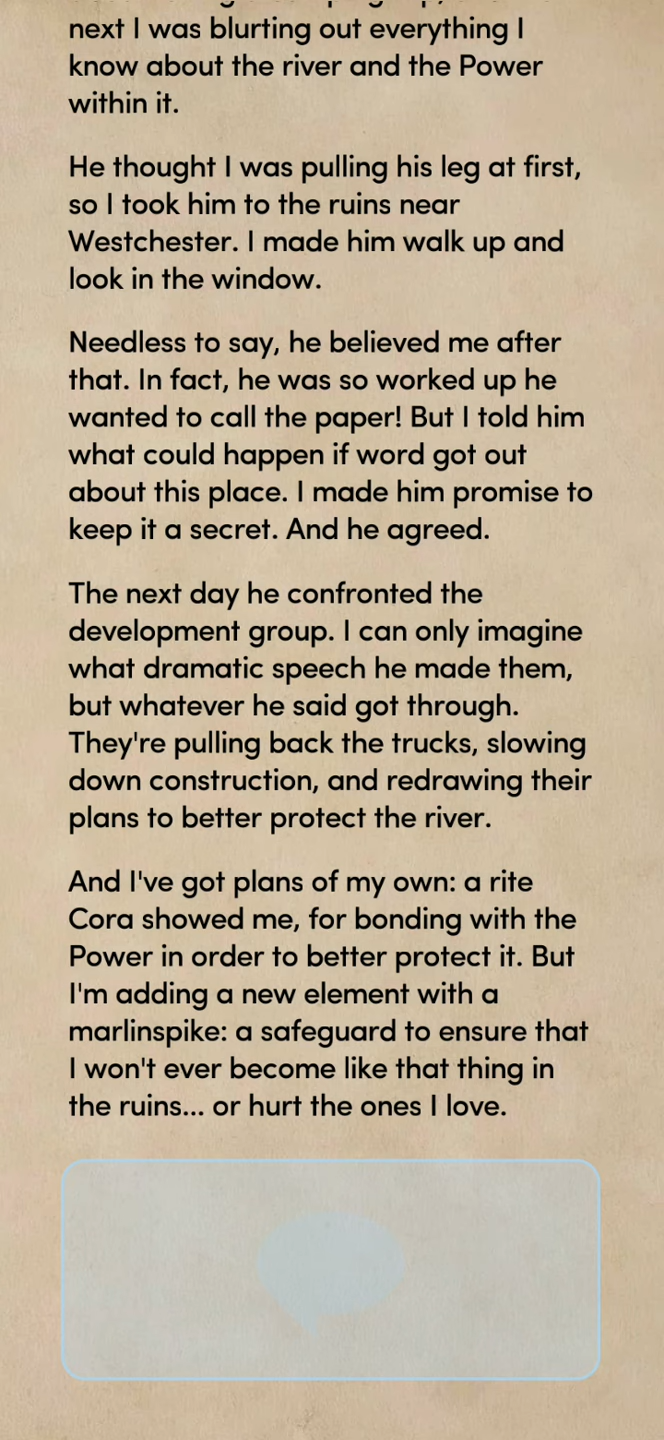 next I was blurting out everything I
know about the river and the Power
within it.
He thought I was pulling his leg at first,
so I took him to the ruins near
Westchester. I made him walk up and
look in the window.
Needless to say, he believed me after
that. In fact, he was so worked up he
wanted to call the paper! But I told him
what could happen if word got out
about this place. I made him promise to
keep it a secret. And he agreed.
The next day he confronted the
development group. I can only imagine
what dramatic speech he made them,
but whatever he said got through.
They're pulling back the trucks, slowing
down construction, and redrawing their
plans to better protect the river.
And I've got plans of my own: a rite
Cora showed me, for bonding with the
Power in order to better protect it. But
I'm adding a new element with a
marlinspike: a safeguard to ensure that
I won't ever become like that thing in
the ruins... or hurt the ones I love.